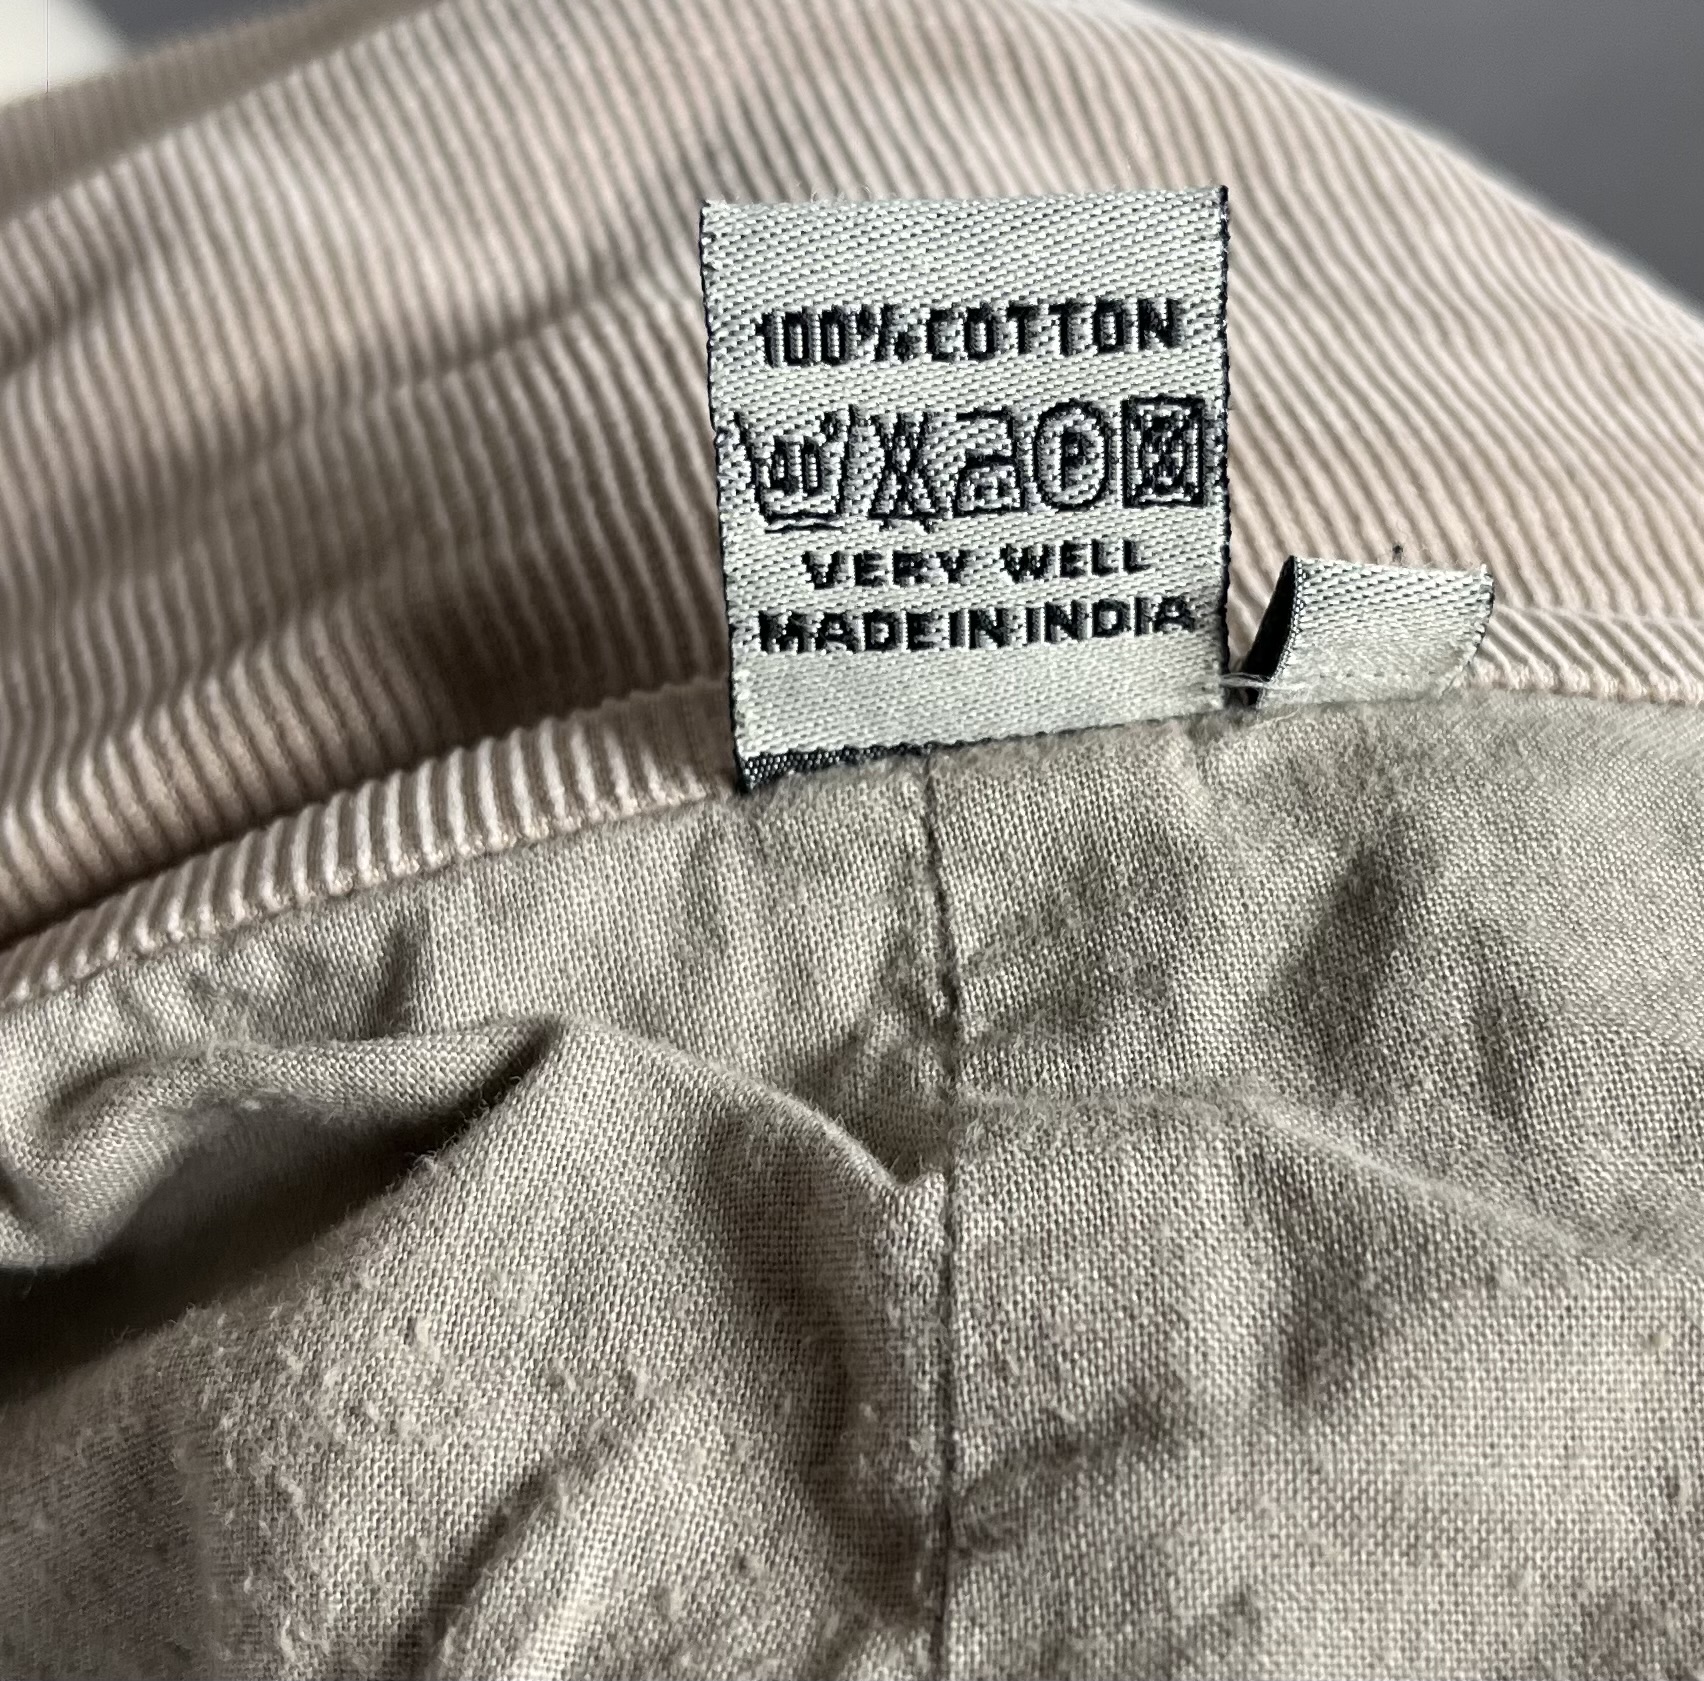 100% COTTON
40° P
VERY WELL
MADE IN INDIA